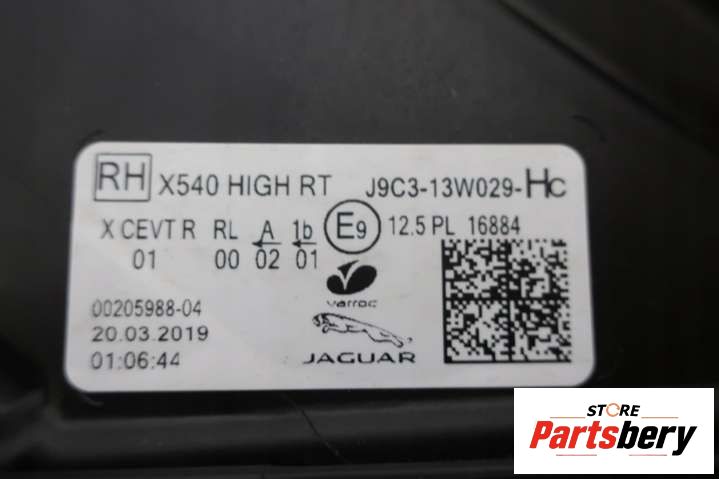 RH X540 HIGH RT J9C3-13W029-HC
X CEVT R RL A 1b E9 12.5 PL 16884
01 00 02 01
varroc
00205988-04
20.03.2019
01:06:44
JAGUAR
STORE
Partsbery